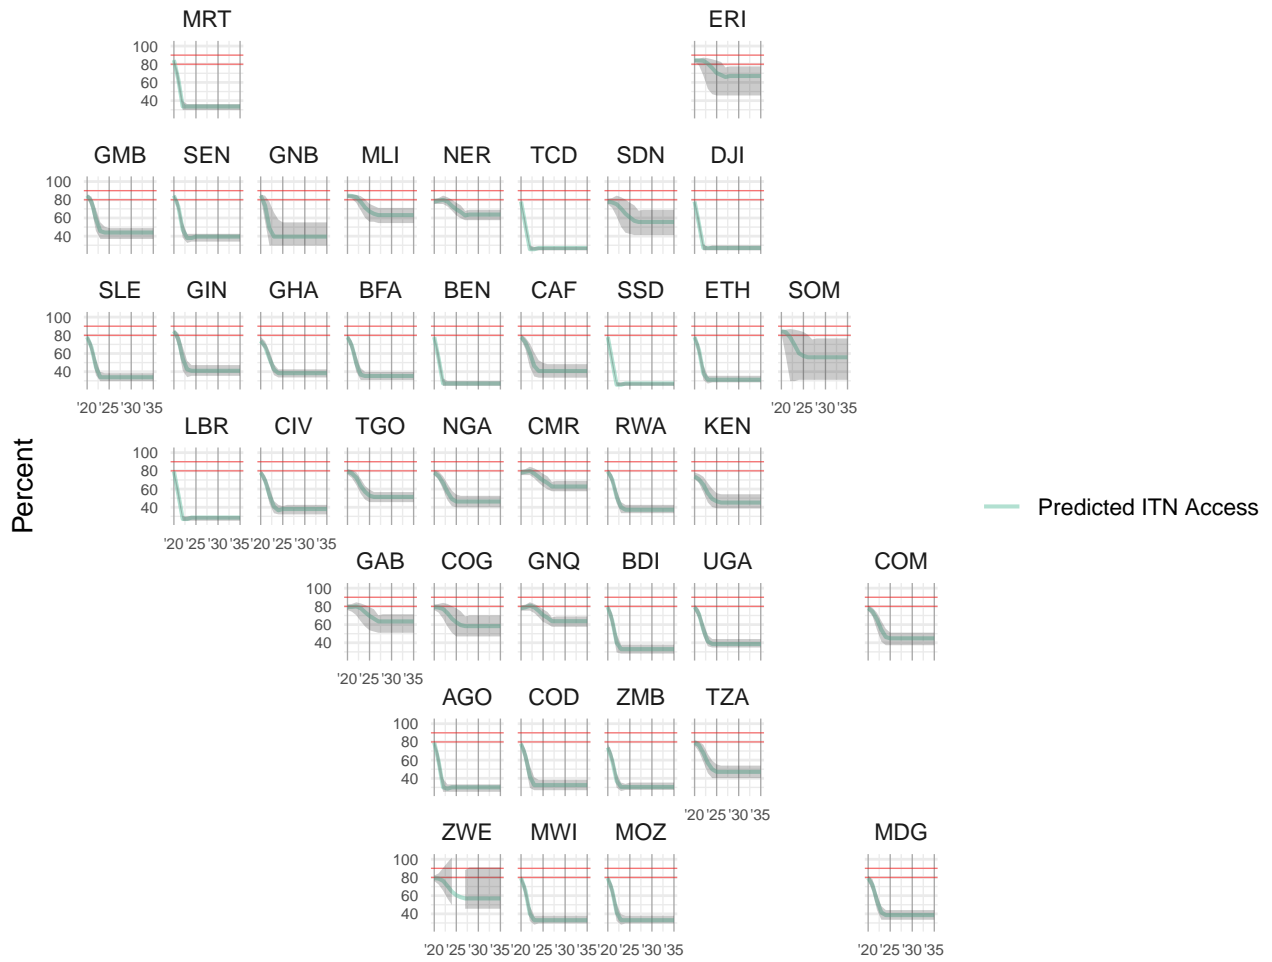 MRT ERI
100
80
60
40
GMB SEN GNB MLI NER TCD SDN DJI
100
80
60
40
SLE GIN GHA BFA BEN CAF SSD ETH SOM
100
80
60
40
'20 '25 '30 '35 '20 '25 '30 '35
LBR CIV TGO NGA CMR RWA KEN
100
80
60
40
'20 '25 '30 '35 '20 '25 '30 '35
GAB COG GNQ BDI UGA COM
100
80
60
40
'20 '25 '30 '35
AGO COD ZMB TZA
100
80
60
40
'20 '25 '30 '35
ZWE MWI MOZ MDG
100
80
60
40
'20 '25 '30 '35 '20 '25 '30 '35 '20 '25 '30 '35 '20 '25 '30 '35
Percent
Predicted ITN Access